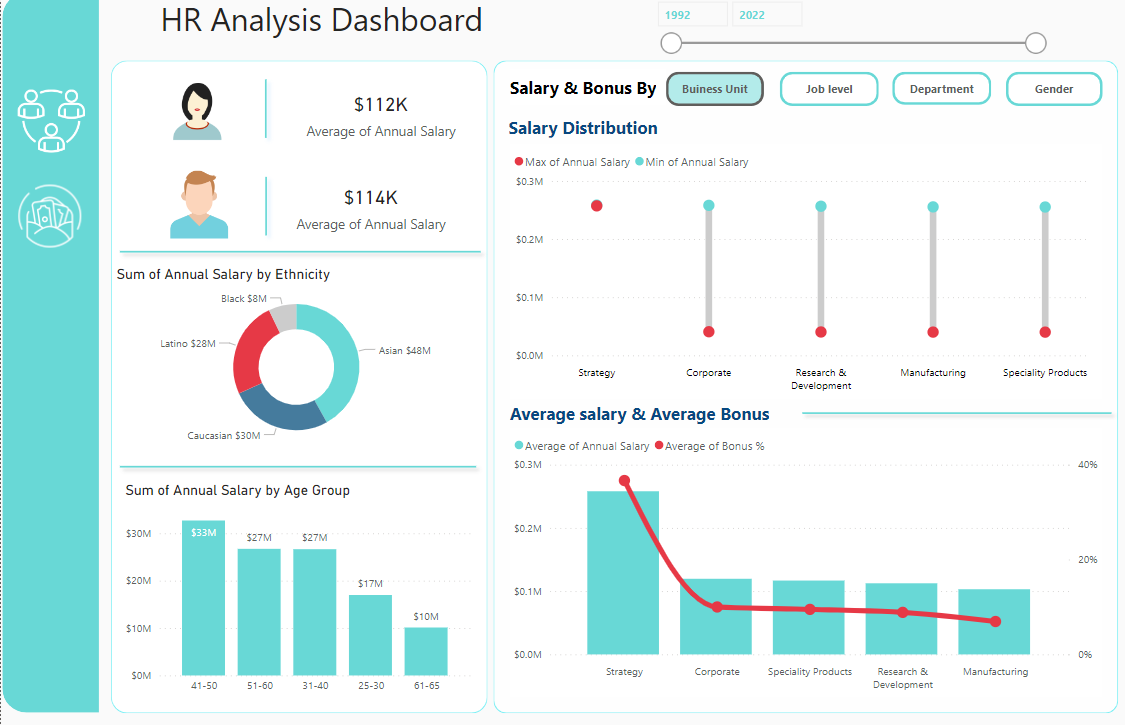 HR Analysis Dashboard
1992 2022
$112K
Average of Annual Salary
$114K
Average of Annual Salary
Sum of Annual Salary by Ethnicity
Black $8M
Latino $28M
Asian $48M
Caucasian $30M
Sum of Annual Salary by Age Group
$30M
$20M
$10M
$0M
$33M
$27M
$27M
$17M
$10M
41-50 51-60 31-40 25-30 61-65
Salary & Bonus By Buiness Unit Job level Department Gender
Salary Distribution
Max of Annual Salary Min of Annual Salary
$0.3M
$0.2M
$0.1M
$0.0M
Strategy Corporate Research & Manufacturing Speciality Products
Development
Average salary & Average Bonus
Average of Annual Salary Average of Bonus %
$0.3M 40%
$0.2M
20%
$0.1M
$0.0M 0%
Strategy Corporate Speciality Products Research & Manufacturing
Development